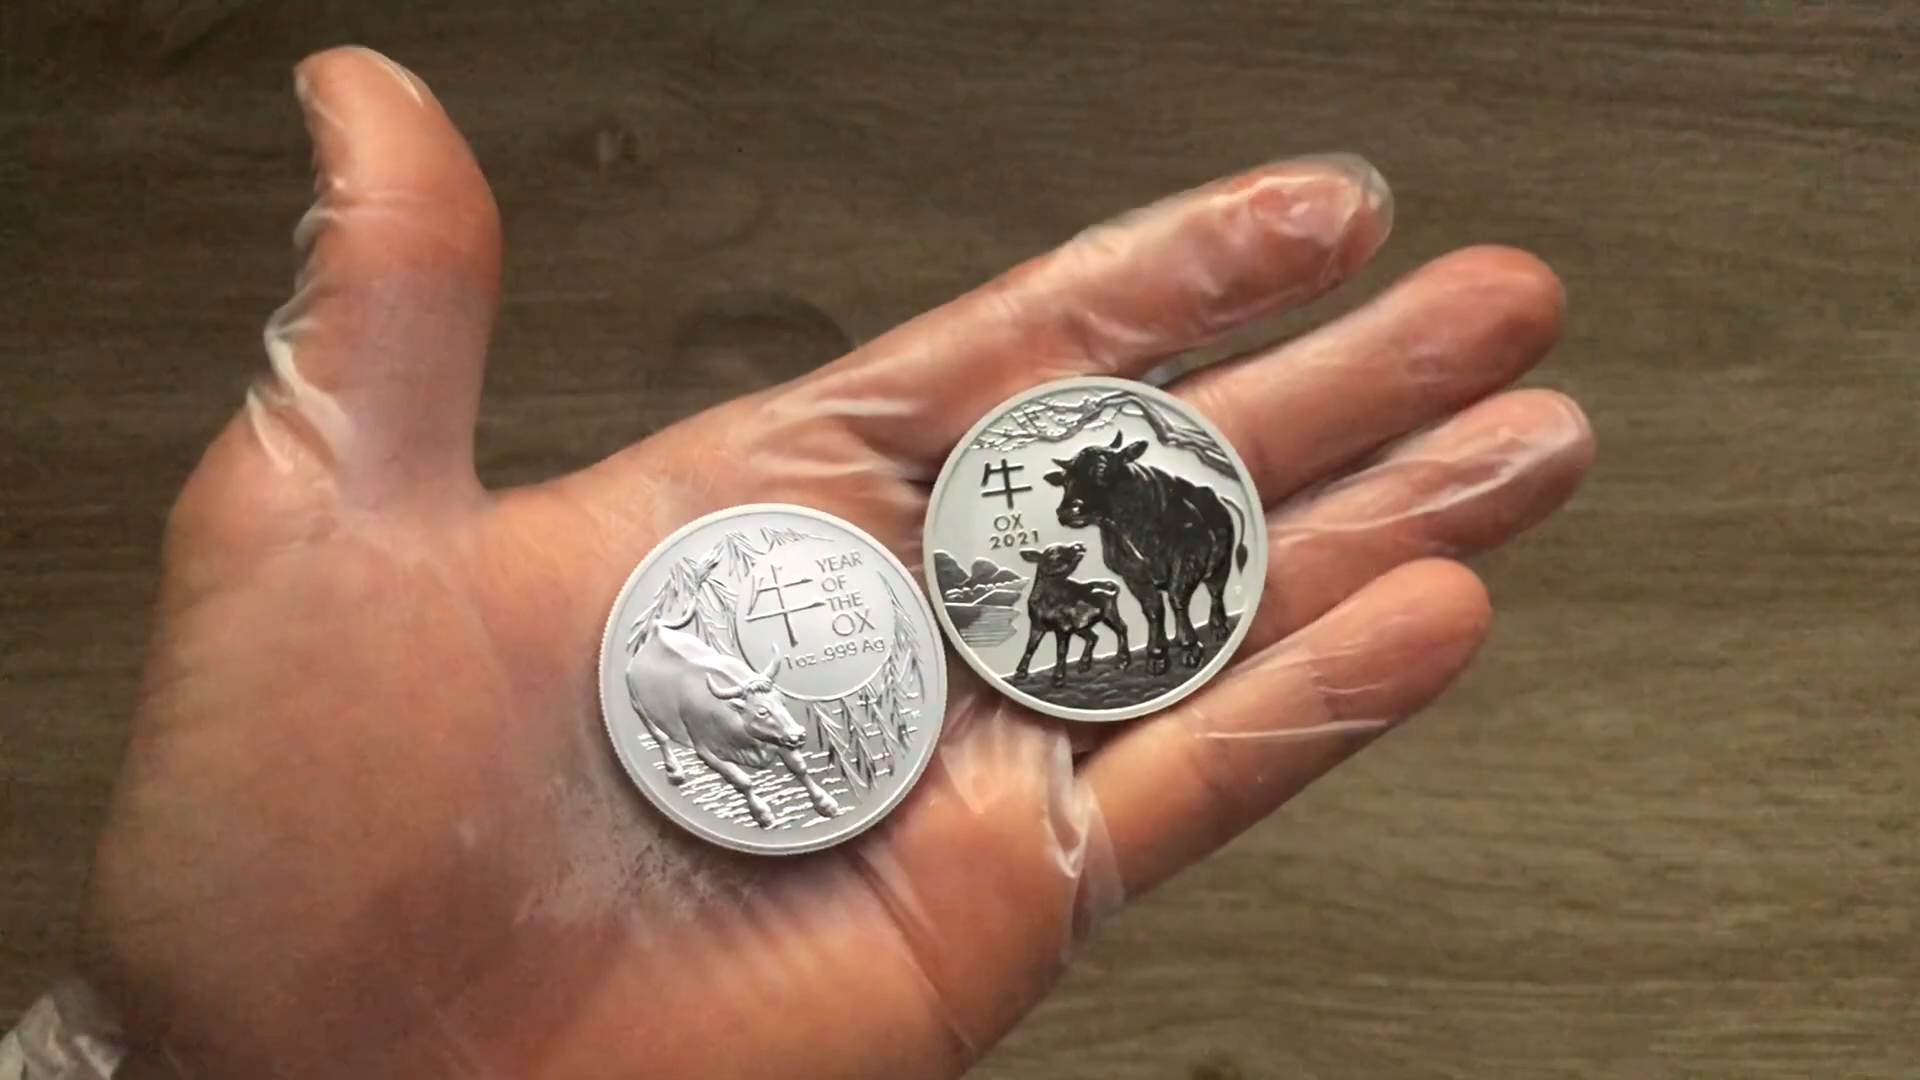 牛
YEAR
OF
THE
OX
1oz .999 Ag
牛
OX
2021